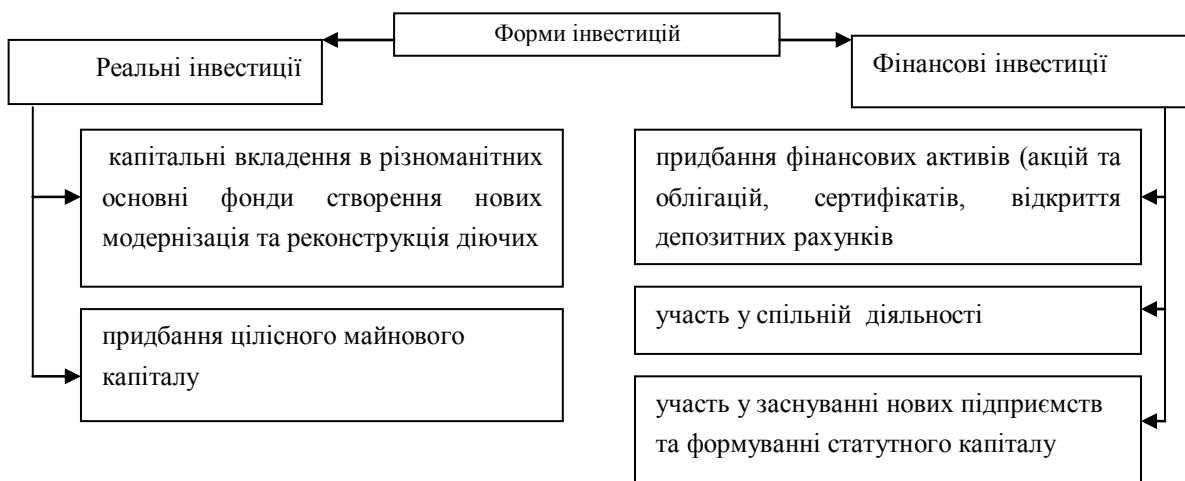 Форми інвестицій
Реальні інвестиції
Фінансові інвестиції
капітальні вкладення в різноманітних
основні фонди створення нових
модернізація та реконструкція діючих
придбання цілісного майнового
капіталу
придбання фінансових активів (акцій та
облігацій, сертифікатів, відкриття
депозитних рахунків
участь у спільній діяльності
участь у заснуванні нових підприємств
та формуванні статутного капіталу